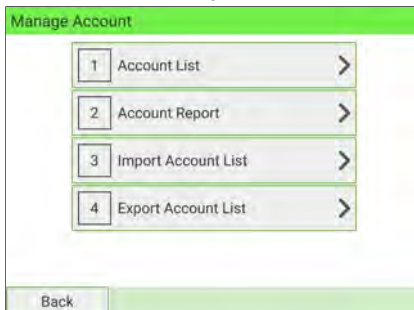 Manage Account
1 Account List
2 Account Report
3 Import Account List
4 Export Account List
Back